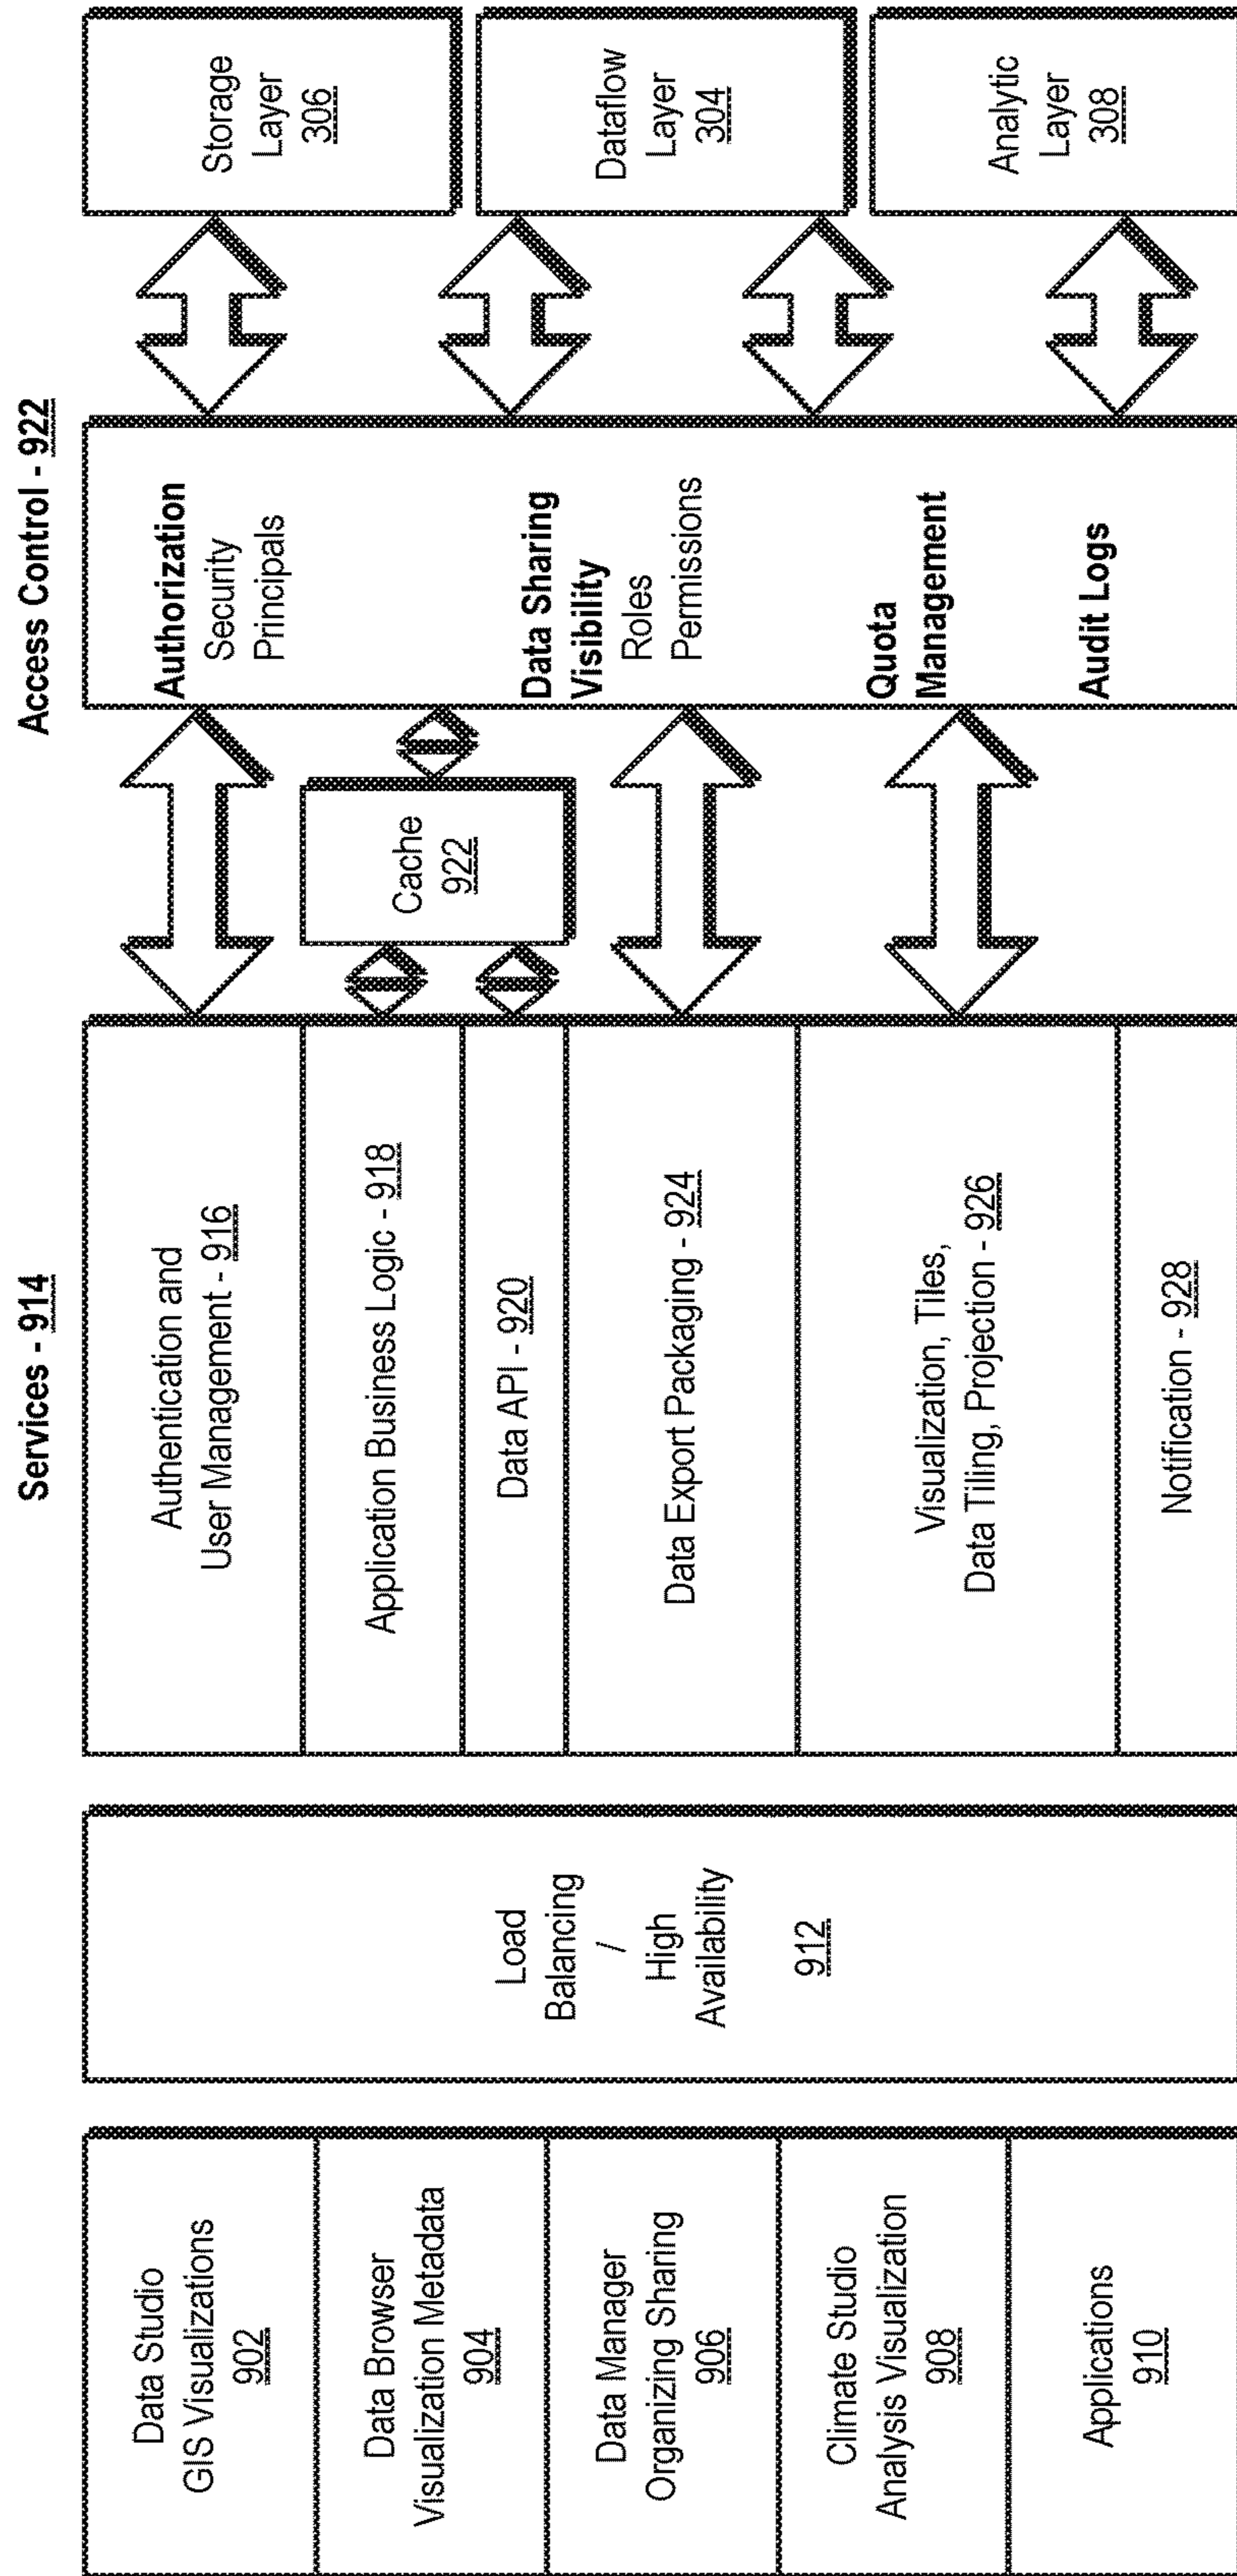 Data Studio
GIS Visualizations
902
Data Browser
Visualization Metadata
904
Data Manager
Organizing Sharing
906
Climate Studio
Analysis Visualization
908
Applications
910
Load
Balancing
/
High
Availability
912
Services - 914
Authentication and
User Management - 916
Application Business Logic - 918
Data API - 920
Data Export Packaging - 924
Visualization, Tiles,
Data Tiling, Projection - 926
Notification - 928
Cache
922
Access Control - 922
Authorization
Security
Principals
Data Sharing
Visibility
Roles
Permissions
Quota
Management
Audit Logs
Storage
Layer
306
Dataflow
Layer
304
Analytic
Layer
308